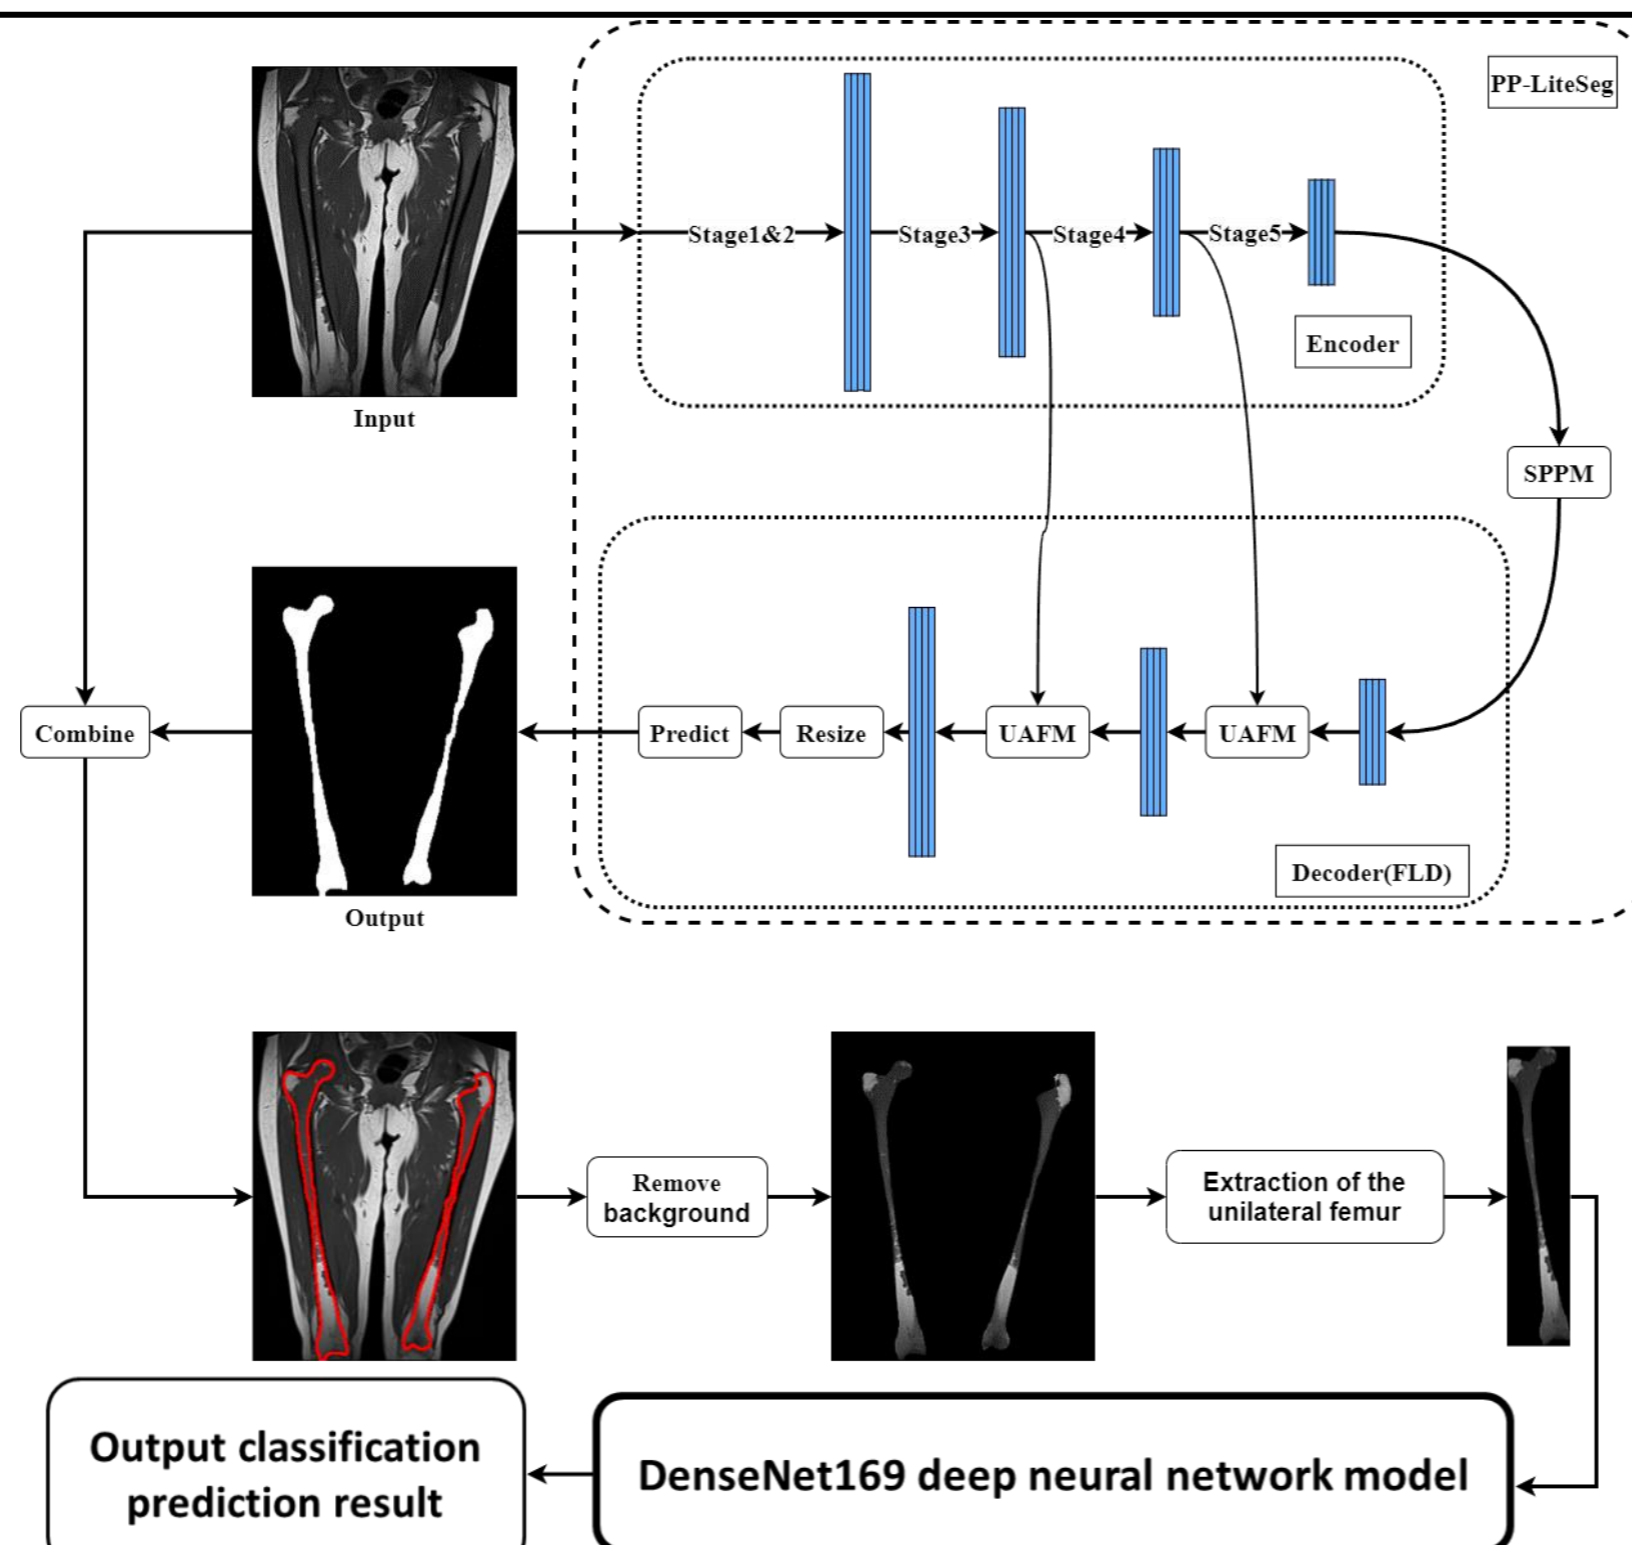 PP-LiteSeg
Stage1&2
Stage3
Stage4
Stage5
Encoder
Input
SPPM
Combine
Predict
Resize
UAFM
UAFM
Decoder(FLD)
Output
Remove
background
Extraction of the
unilateral femur
Output classification
prediction result
DenseNet169 deep neural network model